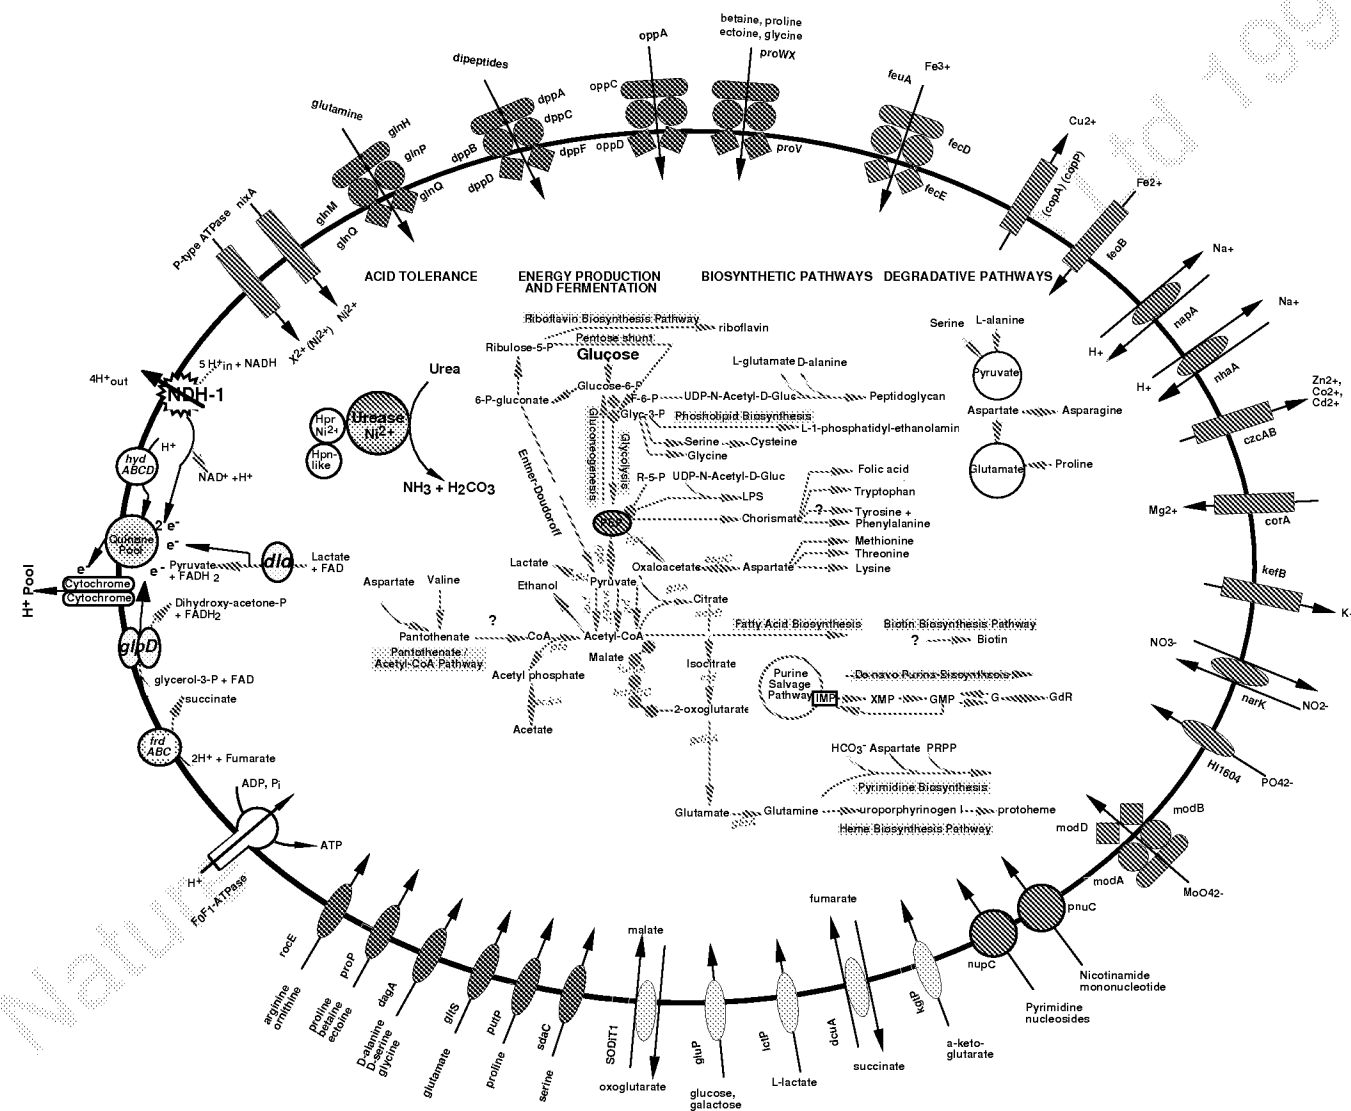 betaine, proline
ectoine, glycine
proWX
oppA
dipeptides
glutamine
oppC
dppA
dppC
feuA
Fe3+
Cu2+
glnH
glnP
dppB
dppF
oppD
proV
fecD
dppD
fecE
(copA) (copP)
Fe2+
glnQ
glnM
glnQ
nixA
P-type ATPase
feoB
Na+
ACID TOLERANCE
ENERGY PRODUCTION
AND FERMENTATION
BIOSYNTHETIC PATHWAYS
DEGRADATIVE PATHWAYS
Ni2+
X2+ (Ni2+)
napA
Na+
H+
nhaA
H+
Riboflavin Biosynthesis Pathway
riboflavin
Serine
L-alanine
Pentose shunt
Ribulose-5-P
Glucose
5 H+in + NADH
4H+out
NDH-1
Urea
L-glutamate
D-alanine
Pyruvate
Zn2+,
Co2+,
Cd2+
Glucose-6-P
6-P-gluconate
F-6-P
UDP-N-Acetyl-D-Gluc
Peptidoglycan
Glyc-3-P
Phosholipid Biosynthesis
Aspartate
Asparagine
Hpr
Ni2+
Urease
Ni2+
L-1-phosphatidyl-ethanolamin
czcAB
H+
Serine
Cysteine
Glycine
Gluconeogenesis
Glycolysis
Hpn-
like
hyd
ABCD
Entner-Doudoroff
R-5-P
UDP-N-Acetyl-D-Gluc
Folic acid
Glutamate
Proline
NAD+ +H+
NH3 + H2CO3
LPS
Tryptophan
Mg2+
corA
PEP
Chorismate
?
Tyrosine +
Phenylalanine
2 e-
Quinone
Pool
e-
Methionine
Threonine
Lysine
dld
Lactate
+ FAD
Lactate
Oxaloacetate
Aspartate
e-
e-
Pyruvate
+ FADH2
kefB
H+ Pool
Cytochrome
Cytochrome
Aspartate
Valine
Ethanol
Pyruvate
Citrate
K+
Dihydroxy-acetone-P
+ FADH2
?
Fatty Acid Biosynthesis
Biotin Biosynthesis Pathway
glpD
Pantothenate
CoA
Acetyl-CoA
?
Biotin
NO3-
Pantothenate /
Acetyl-CoA Pathway
Malate
Isocitrate
Purine
Salvage
Pathway
De novo Purine Biosynthesis
glycerol-3-P + FAD
Acetyl phosphate
IMP
XMP
GMP
G
GdR
narK
NO2-
succinate
2-oxoglutarate
Acetate
frd
ABC
2H+ + Fumarate
HCO3-
Aspartate
PRPP
HI1604
PO42-
ADP, Pi
Pyrimidine Biosynthesis
Glutamate
Glutamine
uroporphyrinogen I
protoheme
modB
Heme Biosynthesis Pathway
modD
ATP
H+
F0F1-ATPase
modA
MoO42-
fumarate
pnuC
malate
rocE
proP
dagA
gltS
putP
sdaC
nupC
Nicotinamide
mononucleotide
arginine
ornithine
proline
betaine
ectoine
D-alanine
D-serine
glycine
glutamate
proline
serine
SODiT1
gluP
lctP
dcuA
kglP
Pyrimidine
nucleosides
a-keto-
glutarate
oxoglutarate
glucose,
galactose
L-lactate
succinate
Nature
Ltd 199